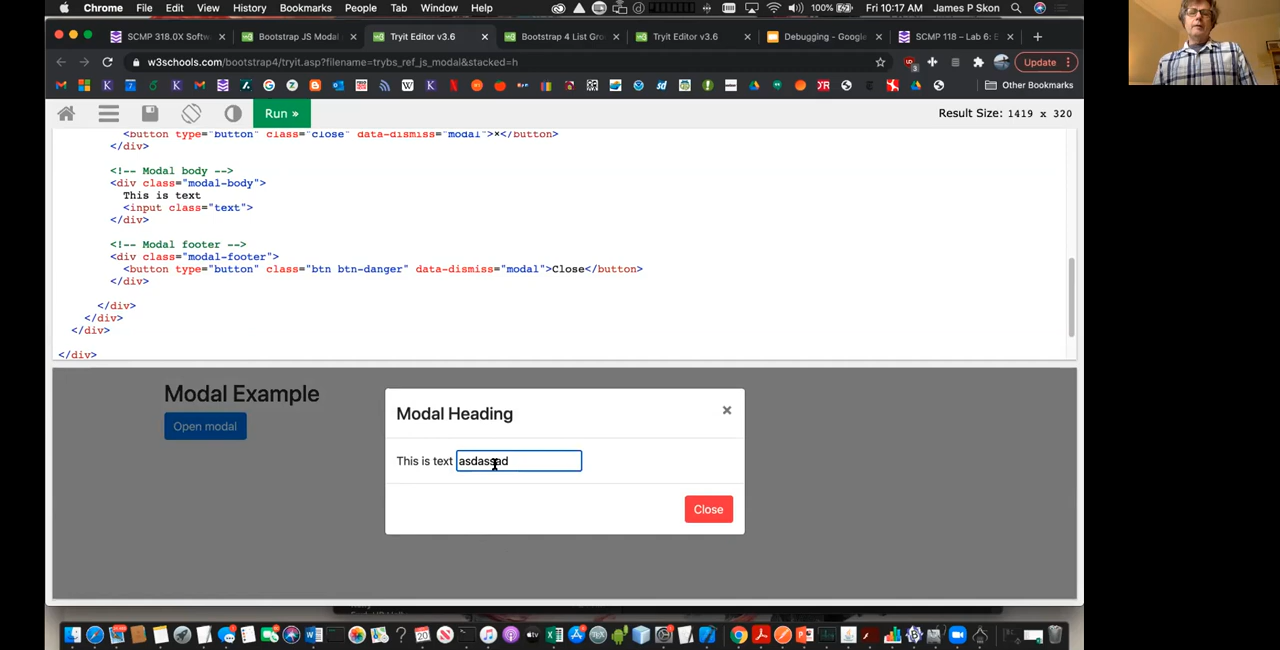 Chrome File Edit View History Bookmarks People Tab Window Help 100% Fri 10:17 AM James P Skon
SCMP 318.0X Softw Bootstrap JS Modal Tryit Editor v3.6 Bootstrap 4 List Gro Tryit Editor v3.6 Debugging - Google SCMP 118 – Lab 6: E
w3schools.com/bootstrap4/tryit.asp?filename=trybs_ref_js_modal&stacked=h Update
Other Bookmarks
Run » Result Size: 1419 x 320
<button type="button" class="close" data-dismiss="modal">×</button>
</div>
<!-- Modal body -->
<div class="modal-body">
This is text
<input class="text">
</div>
<!-- Modal footer -->
<div class="modal-footer">
<button type="button" class="btn btn-danger" data-dismiss="modal">Close</button>
</div>
</div>
</div>
</div>
</div>
Modal Example
Open modal
Modal Heading ×
This is text asdassad
Close